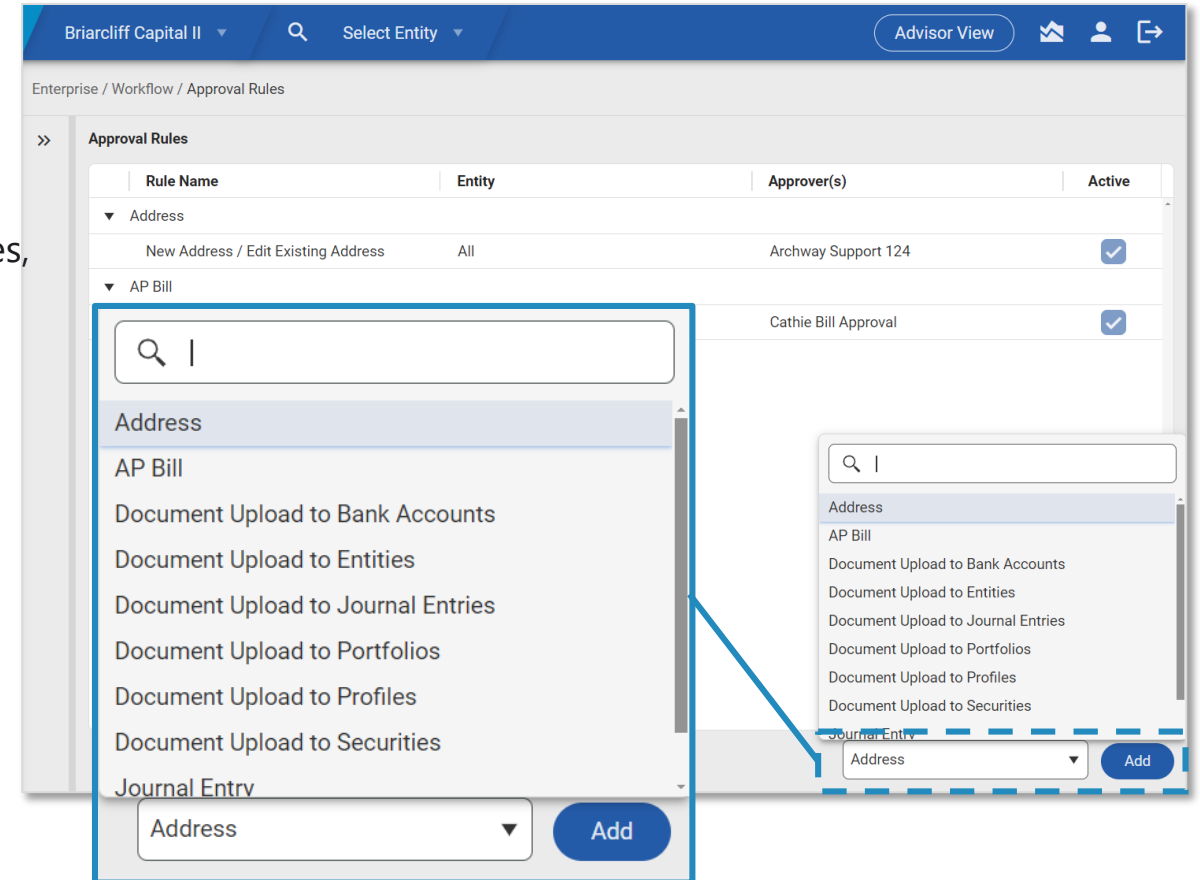 Briarcliff Capital II Select Entity Advisor View
Enterprise / Workflow / Approval Rules
Approval Rules
Rule Name Entity Approver(s) Active
Address
es,
New Address / Edit Existing Address All Archway Support 124
AP Bill
Cathie Bill Approval
Address
AP Bill
Document Upload to Bank Accounts
Document Upload to Entities
Document Upload to Journal Entries
Document Upload to Portfolios
Document Upload to Profiles
Document Upload to Securities
Journal Entry
Address Add
Address
AP Bill
Document Upload to Bank Accounts
Document Upload to Entities
Document Upload to Journal Entries
Document Upload to Portfolios
Document Upload to Profiles
Document Upload to Securities
Journal Entry
Address Add